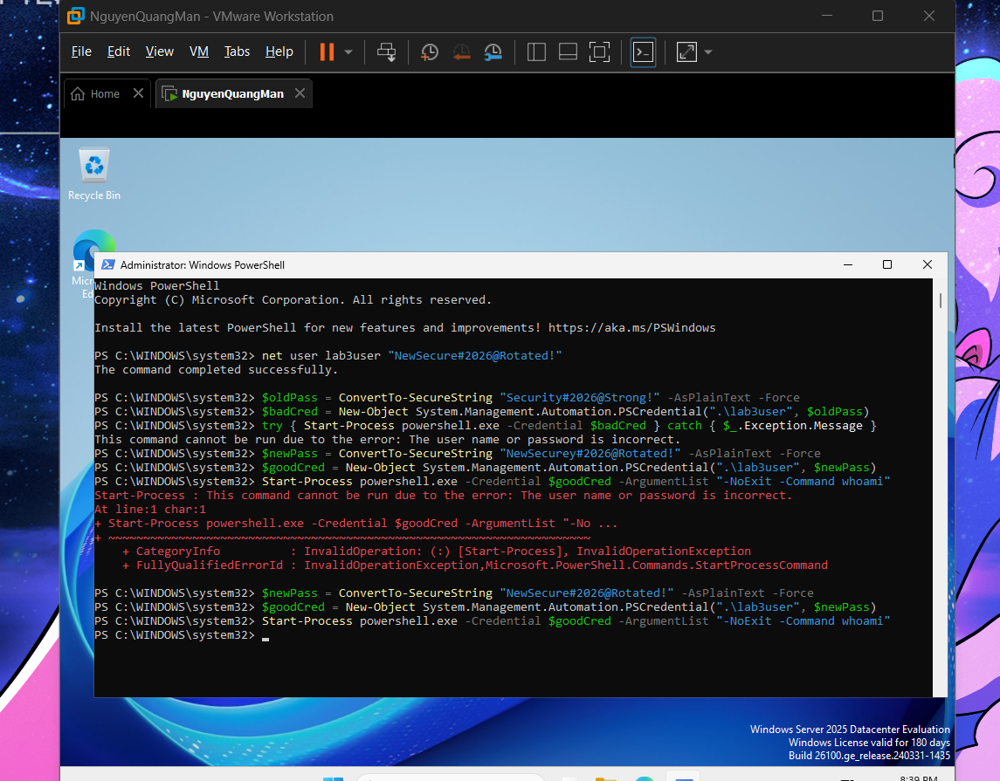 NguyenQuangMan - VMware Workstation
File Edit View VM Tabs Help
Home NguyenQuangMan
Recycle Bin
Administrator: Windows PowerShell
Windows PowerShell
Copyright (C) Microsoft Corporation. All rights reserved.
Install the latest PowerShell for new features and improvements! https://aka.ms/PSWindows
PS C:\WINDOWS\system32> net user lab3user "NewSecure#2026@Rotated!"
The command completed successfully.
PS C:\WINDOWS\system32> $oldPass = ConvertTo-SecureString "Security#2026@Strong!" -AsPlainText -Force
PS C:\WINDOWS\system32> $badCred = New-Object System.Management.Automation.PSCredential(".\lab3user", $oldPass)
PS C:\WINDOWS\system32> try { Start-Process powershell.exe -Credential $badCred } catch { $_.Exception.Message }
This command cannot be run due to the error: The user name or password is incorrect.
PS C:\WINDOWS\system32> $newPass = ConvertTo-SecureString "NewSecurey#2026@Rotated!" -AsPlainText -Force
PS C:\WINDOWS\system32> $goodCred = New-Object System.Management.Automation.PSCredential(".\lab3user", $newPass)
PS C:\WINDOWS\system32> Start-Process powershell.exe -Credential $goodCred -ArgumentList "-NoExit -Command whoami"
Start-Process : This command cannot be run due to the error: The user name or password is incorrect.
At line:1 char:1
+ Start-Process powershell.exe -Credential $goodCred -ArgumentList "-No ...
+ ~~~~~~~~~~~~~~~~~~~~~~~~~~~~~~~~~~~~~~~~~~~~~~~~~~~~~~~~~~~~~~~~~~~~~
+ CategoryInfo : InvalidOperation: (:) [Start-Process], InvalidOperationException
+ FullyQualifiedErrorId : InvalidOperationException,Microsoft.PowerShell.Commands.StartProcessCommand
PS C:\WINDOWS\system32> $newPass = ConvertTo-SecureString "NewSecure#2026@Rotated!" -AsPlainText -Force
PS C:\WINDOWS\system32> $goodCred = New-Object System.Management.Automation.PSCredential(".\lab3user", $newPass)
PS C:\WINDOWS\system32> Start-Process powershell.exe -Credential $goodCred -ArgumentList "-NoExit -Command whoami"
PS C:\WINDOWS\system32>
Windows Server 2025 Datacenter Evaluation
Windows License valid for 180 days
Build 26100.ge_release.240331-1435
8:39 PM